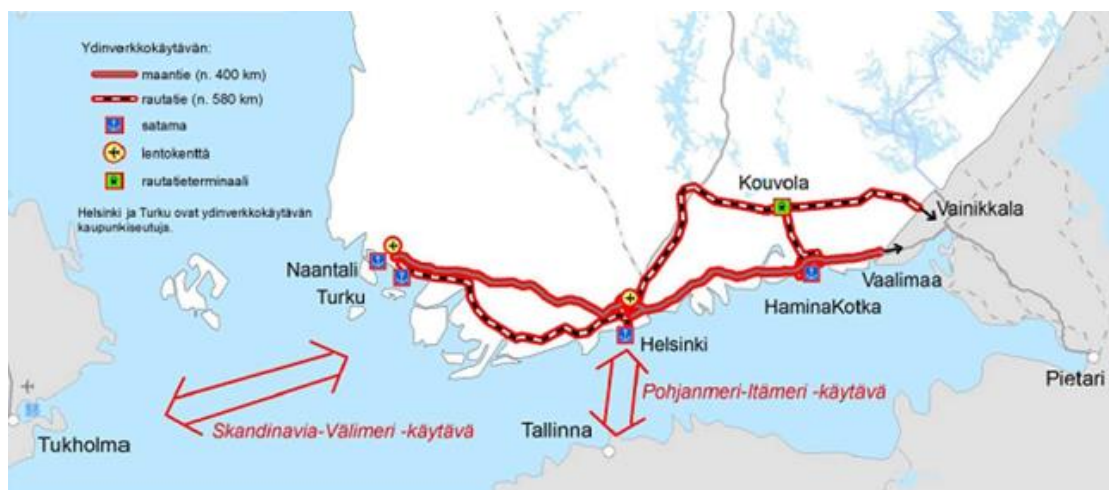 Ydinverkkokäytävän:
maantie (n. 400 km)
rautatie (n. 580 km)
satama
lentokenttä
rautatieterminaali
Helsinki ja Turku ovat ydinverkkokäytävän
kaupunkiseutuja.
Kouvola
Vainikkala
Naantali
Turku
Vaalimaa
HaminaKotka
Helsinki
Pietari
Pohjanmeri-Itämeri -käytävä
Skandinavia-Välimeri -käytävä
Tallinna
Tukholma